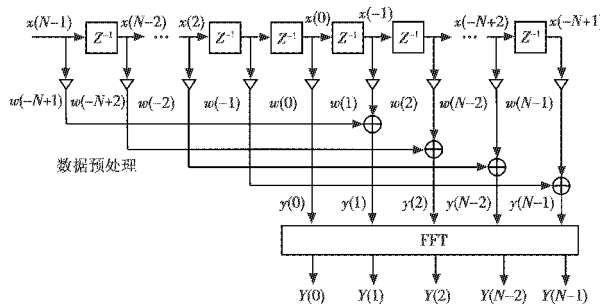 x(N-1) Z⁻¹ x(N-2) ··· x(2) Z⁻¹ Z⁻¹ x(0) Z⁻¹ x(-1) Z⁻¹ x(-N+2) ··· Z⁻¹ x(-N+1)
w(-N+1) w(-N+2) w(-2) w(-1) w(0) w(1) w(2) w(N-2) w(N-1)
数据预处理
y(0) y(1) y(2) y(N-2) y(N-1)
FFT
Y(0) Y(1) Y(2) Y(N-2) Y(N-1)